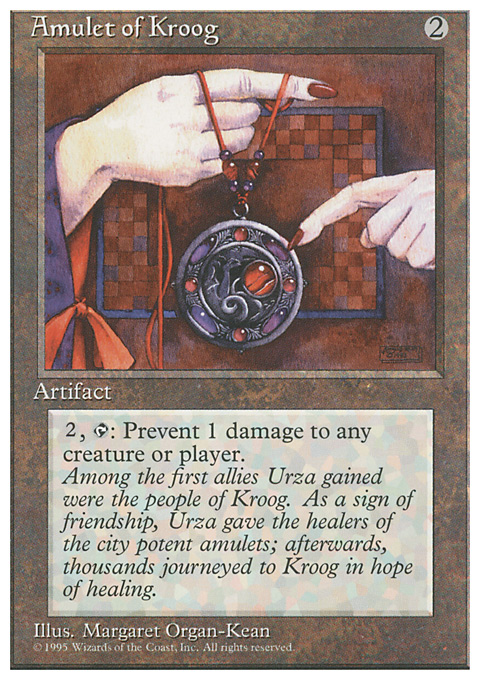 Amulet of Kroog 2
Artifact
2, : Prevent 1 damage to any
creature or player.
Among the first allies Urza gained
were the people of Kroog. As a sign of
friendship, Urza gave the healers of
the city potent amulets; afterwards,
thousands journeyed to Kroog in hope
of healing.
Illus. Margaret Organ-Kean
© 1995 Wizards of the Coast, Inc. All rights reserved.